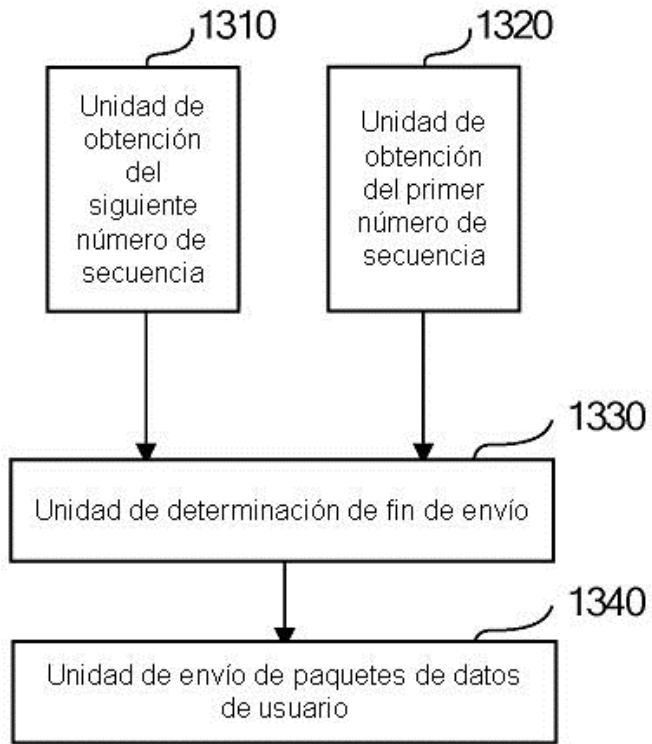 1310
1320
Unidad de
obtención
del
siguiente
número de
secuencia
Unidad de
obtención
del primer
número de
secuencia
1330
Unidad de determinación de fin de envío
1340
Unidad de envío de paquetes de datos
de usuario